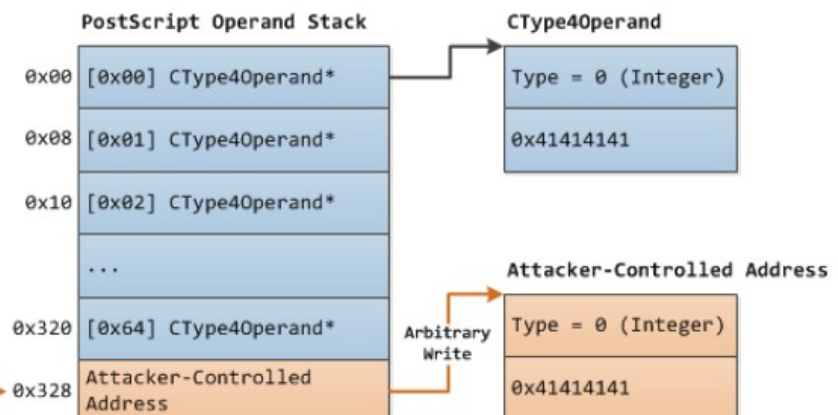 PostScript Operand Stack
0x00 [0x00] CType4Operand*
0x08 [0x01] CType4Operand*
0x10 [0x02] CType4Operand*
...
0x320 [0x64] CType4Operand*
0x328 Attacker-Controlled
Address
Arbitrary
Write
CType4Operand
Type = 0 (Integer)
0x41414141
Attacker-Controlled Address
Type = 0 (Integer)
0x41414141